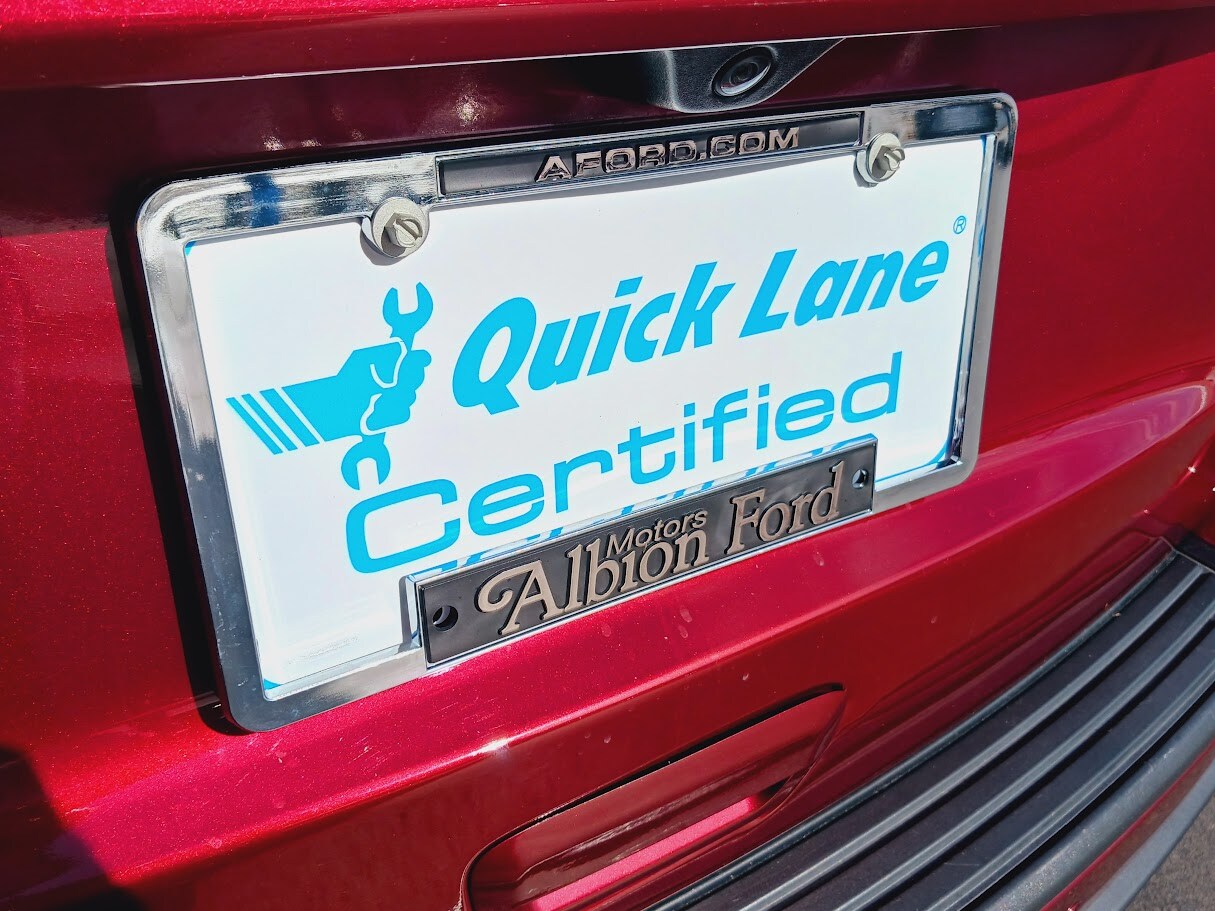 AFORD.COM
Quick Lane®
Certified
Motors
Albion Ford